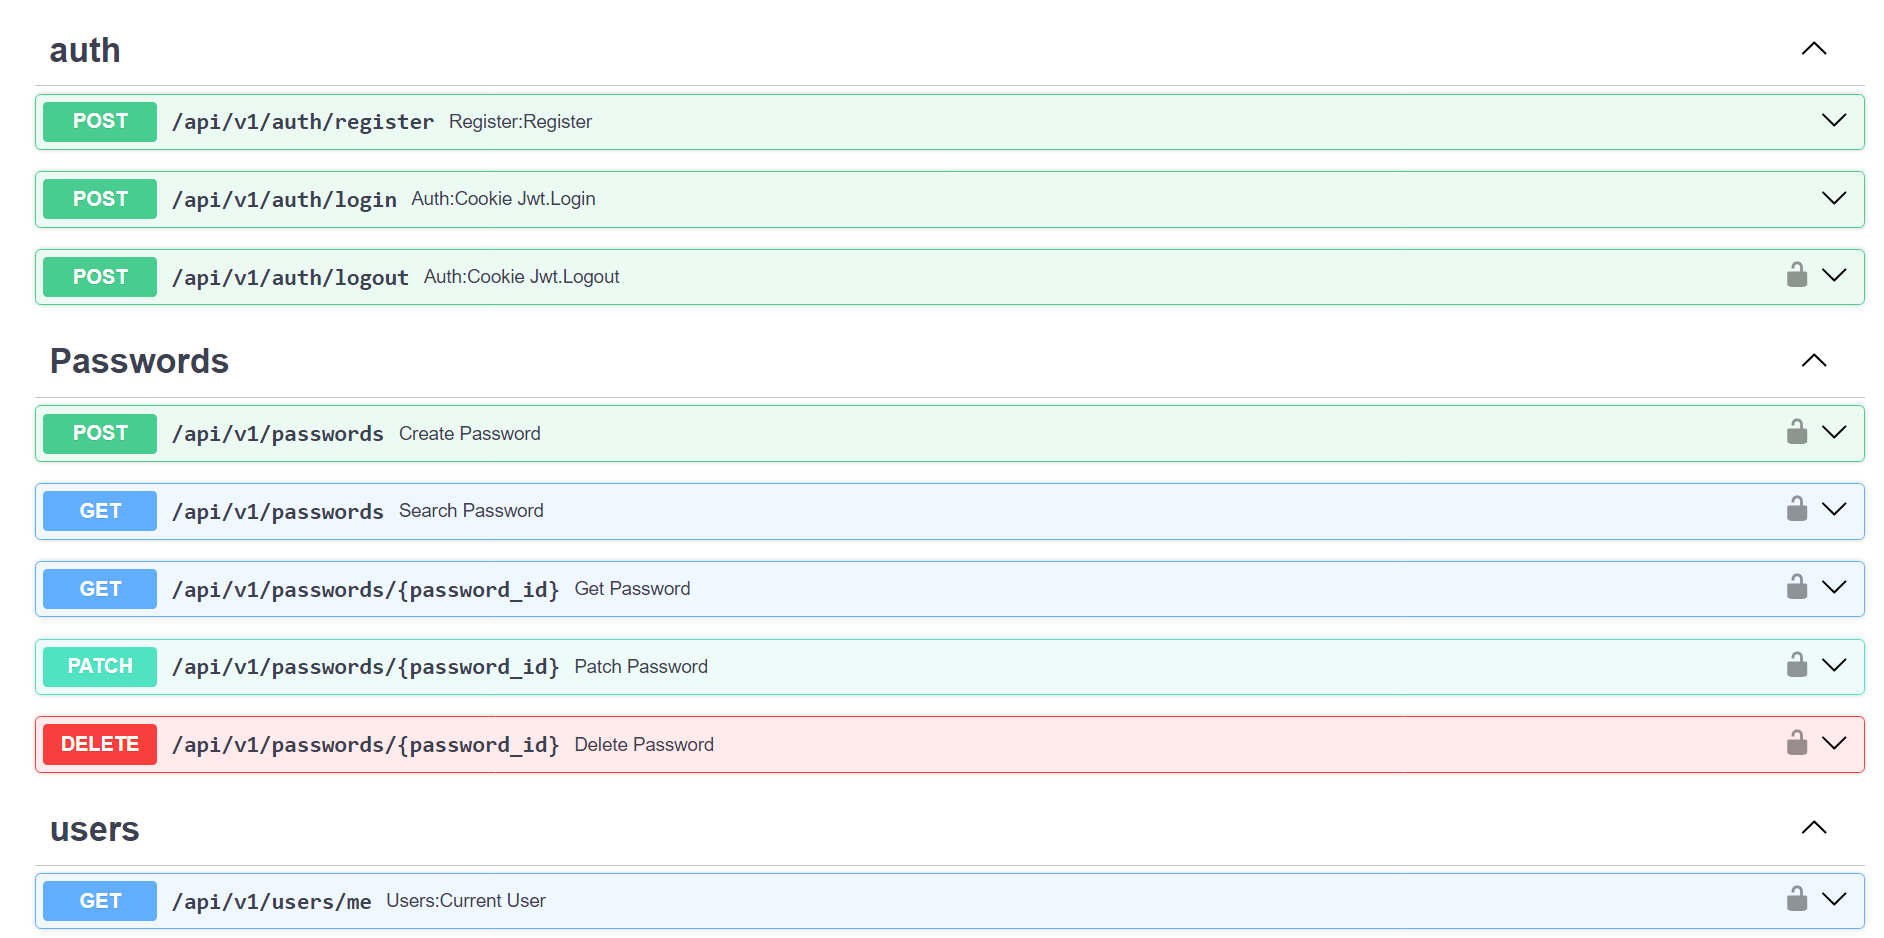 auth
POST /api/v1/auth/register Register:Register
POST /api/v1/auth/login Auth:Cookie Jwt.Login
POST /api/v1/auth/logout Auth:Cookie Jwt.Logout
Passwords
POST /api/v1/passwords Create Password
GET /api/v1/passwords Search Password
GET /api/v1/passwords/{password_id} Get Password
PATCH /api/v1/passwords/{password_id} Patch Password
DELETE /api/v1/passwords/{password_id} Delete Password
users
GET /api/v1/users/me Users:Current User